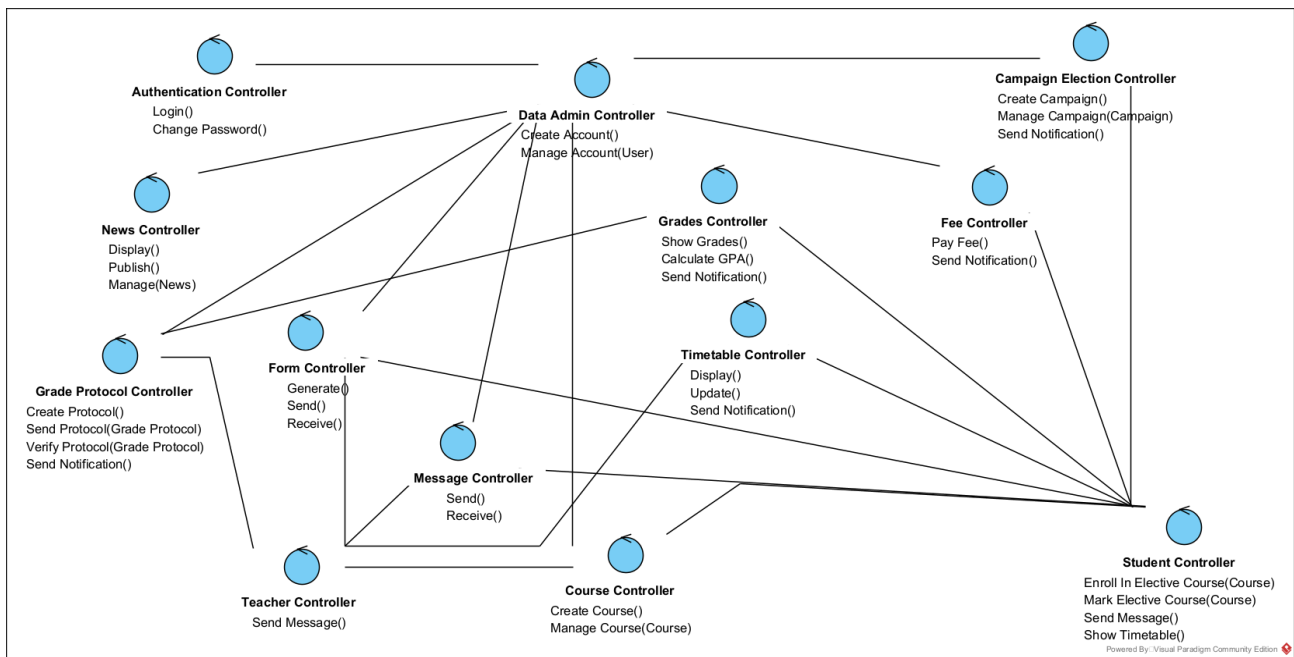 Authentication Controller
Login()
Change Password()
Data Admin Controller
Create Account()
Manage Account(User)
Campaign Election Controller
Create Campaign()
Manage Campaign(Campaign)
Send Notification()
News Controller
Display()
Publish()
Manage(News)
Grades Controller
Show Grades()
Calculate GPA()
Send Notification()
Fee Controller
Pay Fee()
Send Notification()
Grade Protocol Controller
Create Protocol()
Send Protocol(Grade Protocol)
Verify Protocol(Grade Protocol)
Send Notification()
Form Controller
Generate()
Send()
Receive()
Timetable Controller
Display()
Update()
Send Notification()
Message Controller
Send()
Receive()
Teacher Controller
Send Message()
Course Controller
Create Course()
Manage Course(Course)
Student Controller
Enroll In Elective Course(Course)
Mark Elective Course(Course)
Send Message()
Show Timetable()
Powered By Visual Paradigm Community Edition